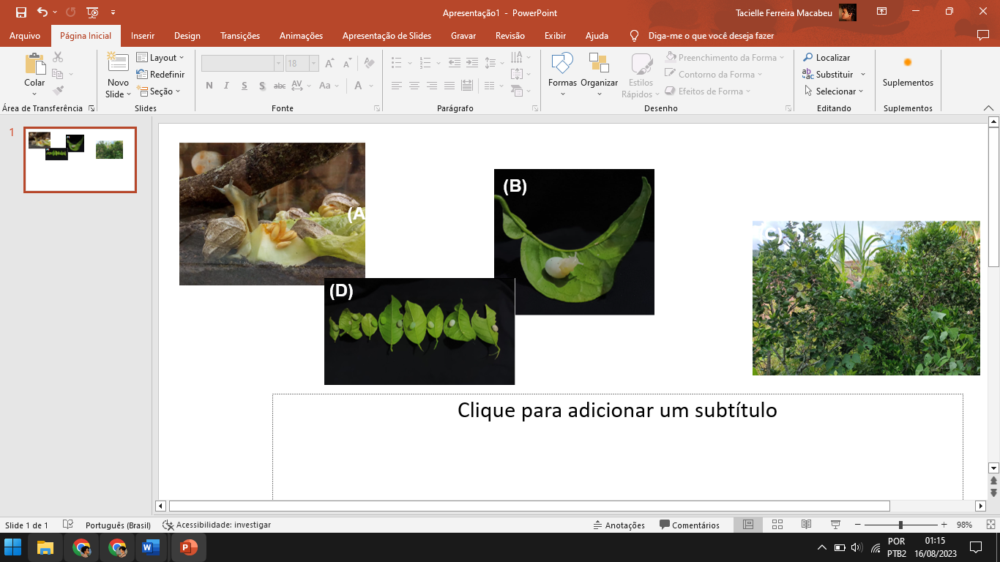 Apresentação1 - PowerPoint
Tacielle Ferreira Macabeu
Arquivo Página Inicial Inserir Design Transições Animações Apresentação de Slides Gravar Revisão Exibir Ajuda Diga-me o que você deseja fazer
Colar
Área de Transferência
Novo Slide
Layout
Redefinir
Seção
Slides
18
N I S S abc AV Aa A
Fonte
Parágrafo
Formas
Organizar
Estilos Rápidos
Preenchimento da Forma
Contorno da Forma
Efeitos de Forma
Desenho
Localizar
Substituir
Selecionar
Editando
Suplementos
Suplementos
1
(A
(B)
(C)
(D)
Clique para adicionar um subtítulo
Slide 1 de 1 Português (Brasil) Acessibilidade: investigar Anotações Comentários 98%
POR
PTB2
01:15
16/08/2023